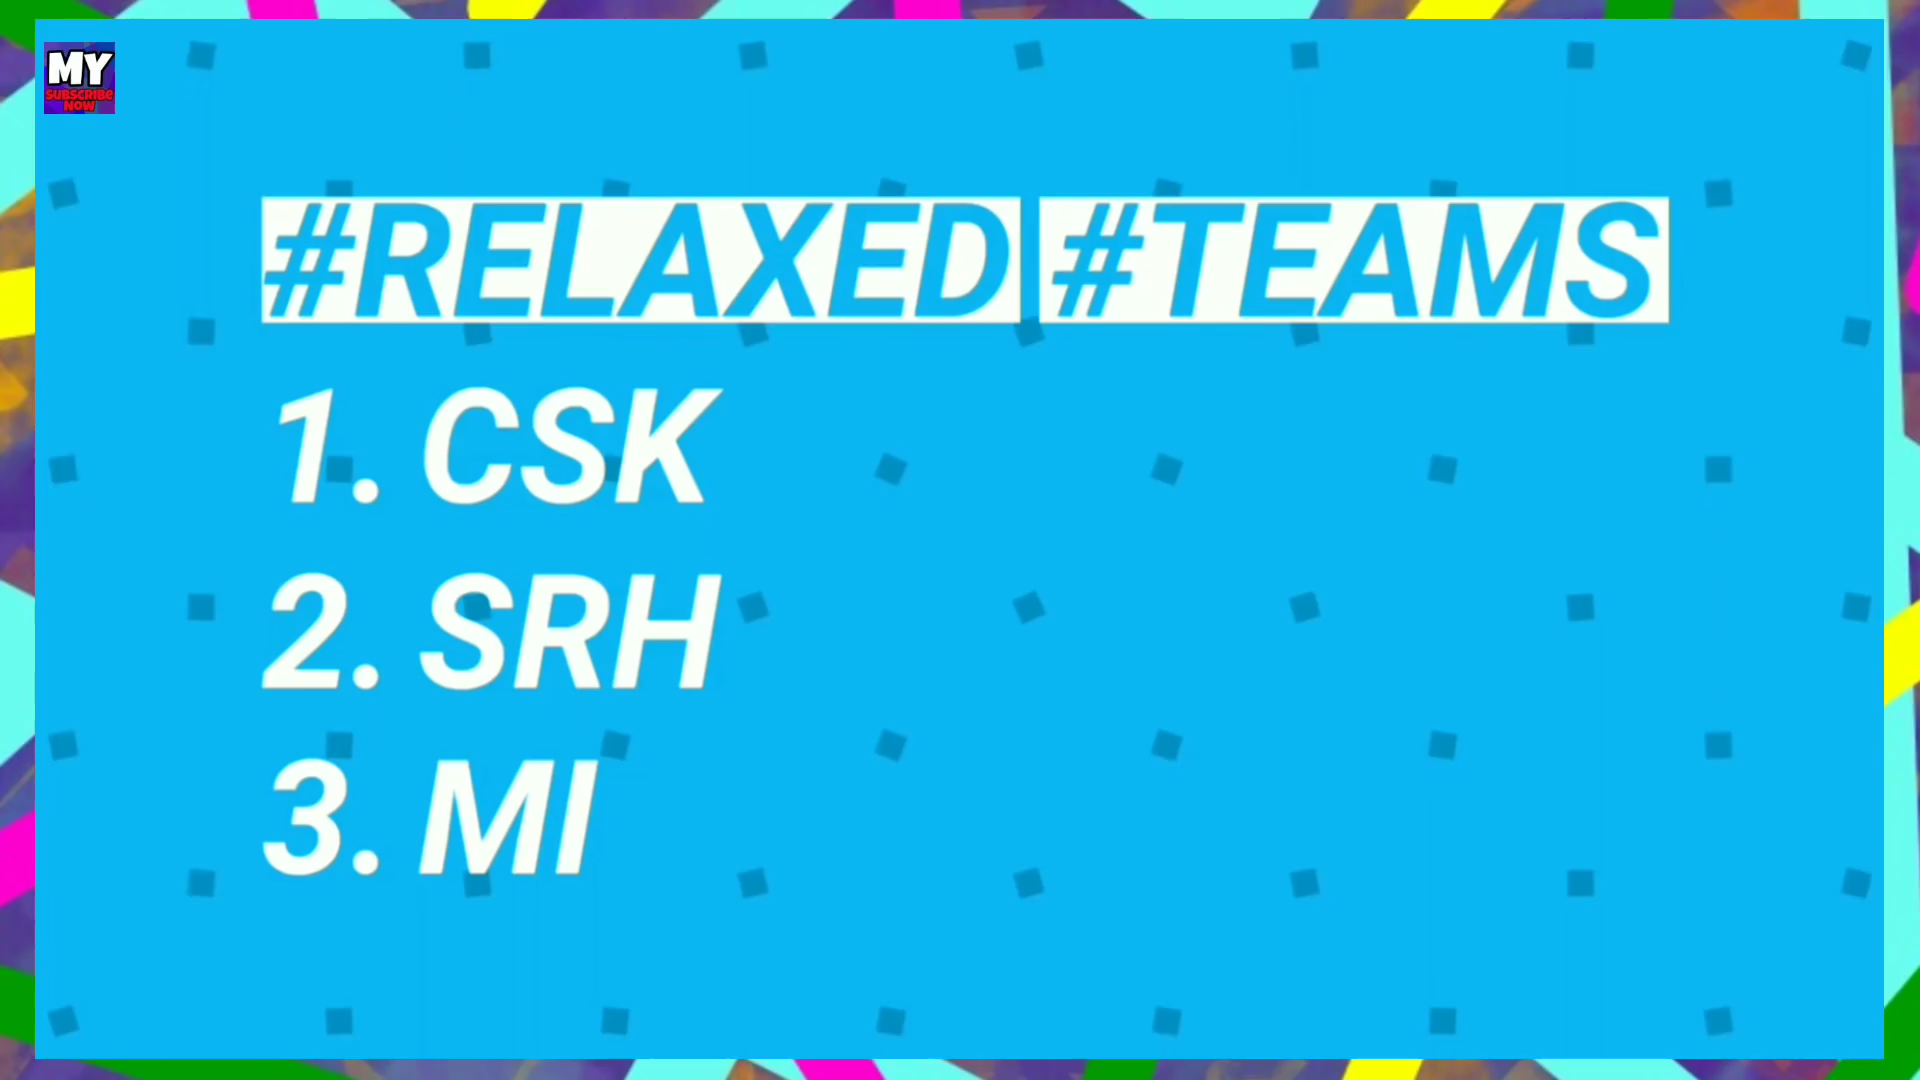 MY
SUBSCRIBE
NOW
#RELAXED #TEAMS
1. CSK
2. SRH
3. MI